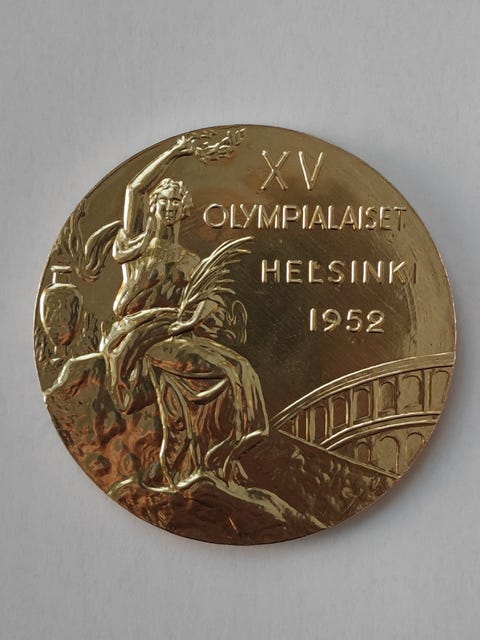 XV
OLYMPIALAISET
HELSINKI
1952